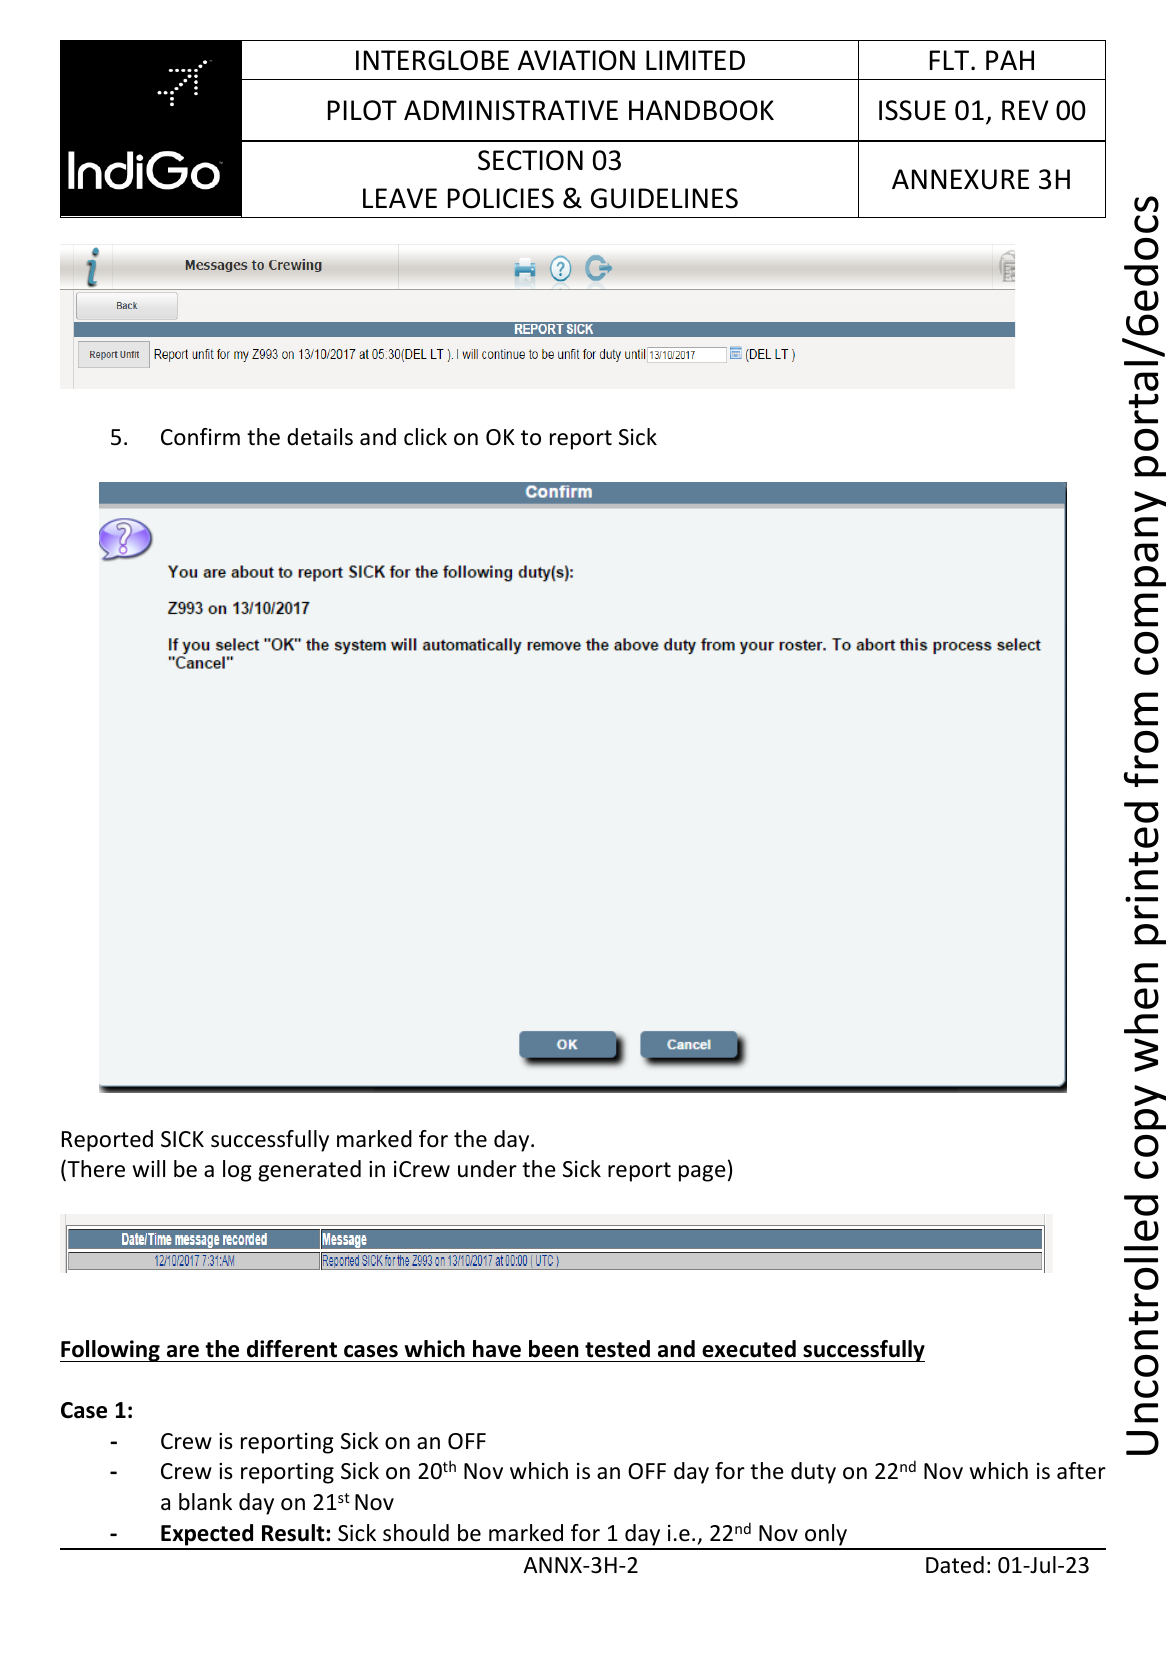 INTERGLOBE AVIATION LIMITED
FLT. PAH
PILOT ADMINISTRATIVE HANDBOOK
ISSUE 01, REV 00
IndiGo
SECTION 03
LEAVE POLICIES & GUIDELINES
ANNEXURE 3H
Messages to Crewing
Back
REPORT SICK
Report Unfit Report unfit for my Z993 on 13/10/2017 at 05:30(DEL LT ). I will continue to be unfit for duty until 13/10/2017 (DEL LT )
5. Confirm the details and click on OK to report Sick
Confirm
You are about to report SICK for the following duty(s):
Z993 on 13/10/2017
If you select "OK" the system will automatically remove the above duty from your roster. To abort this process select
"Cancel"
OK Cancel
Reported SICK successfully marked for the day.
(There will be a log generated in iCrew under the Sick report page)
Date/Time message recorded Message
12/10/2017 7:31:AM Reported SICK for the Z993 on 13/10/2017 at 00:00 ( UTC )
Following are the different cases which have been tested and executed successfully
Case 1:
- Crew is reporting Sick on an OFF
- Crew is reporting Sick on 20th Nov which is an OFF day for the duty on 22nd Nov which is after
a blank day on 21st Nov
- Expected Result: Sick should be marked for 1 day i.e., 22nd Nov only
ANNX-3H-2 Dated: 01-Jul-23
Uncontrolled copy when printed from company portal/6edocs